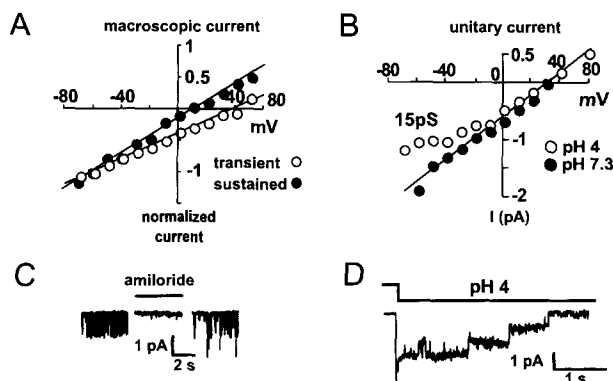 A
macroscopic current
1
0.5
-80
-40
40
80
mV
-1
transient
sustained
normalized
current
B
unitary current
0.5
-80
-40
40
80
mV
15pS
pH 4
pH 7.3
-1
-2
I (pA)
C
amiloride
1 pA
2 s
D
pH 4
1 pA
1 s